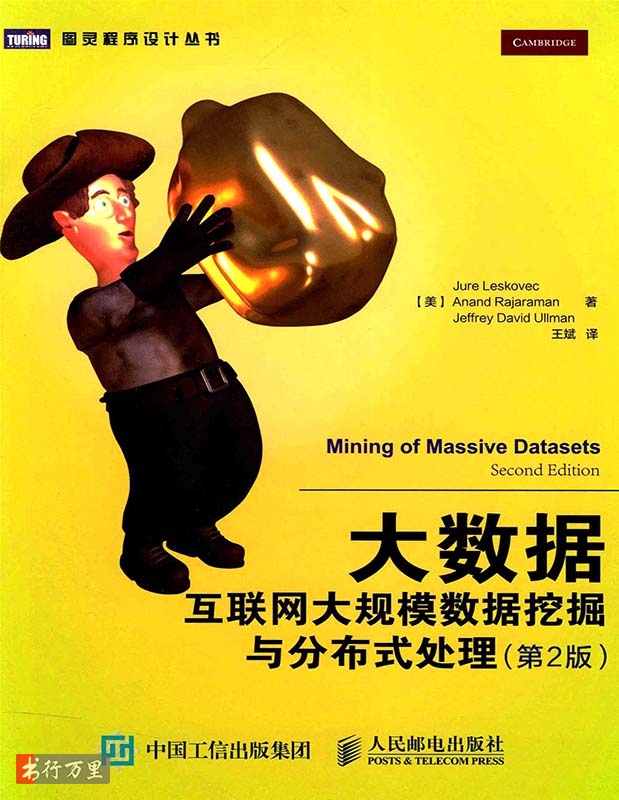 TURING 图灵程序设计丛书
CAMBRIDGE
Jure Leskovec
【美】Anand Rajaraman 著
Jeffrey David Ullman
王斌 译
Mining of Massive Datasets
Second Edition
大数据
互联网大规模数据挖掘
与分布式处理(第2版)
中国工信出版集团
人民邮电出版社
POSTS & TELECOM PRESS
书行万里